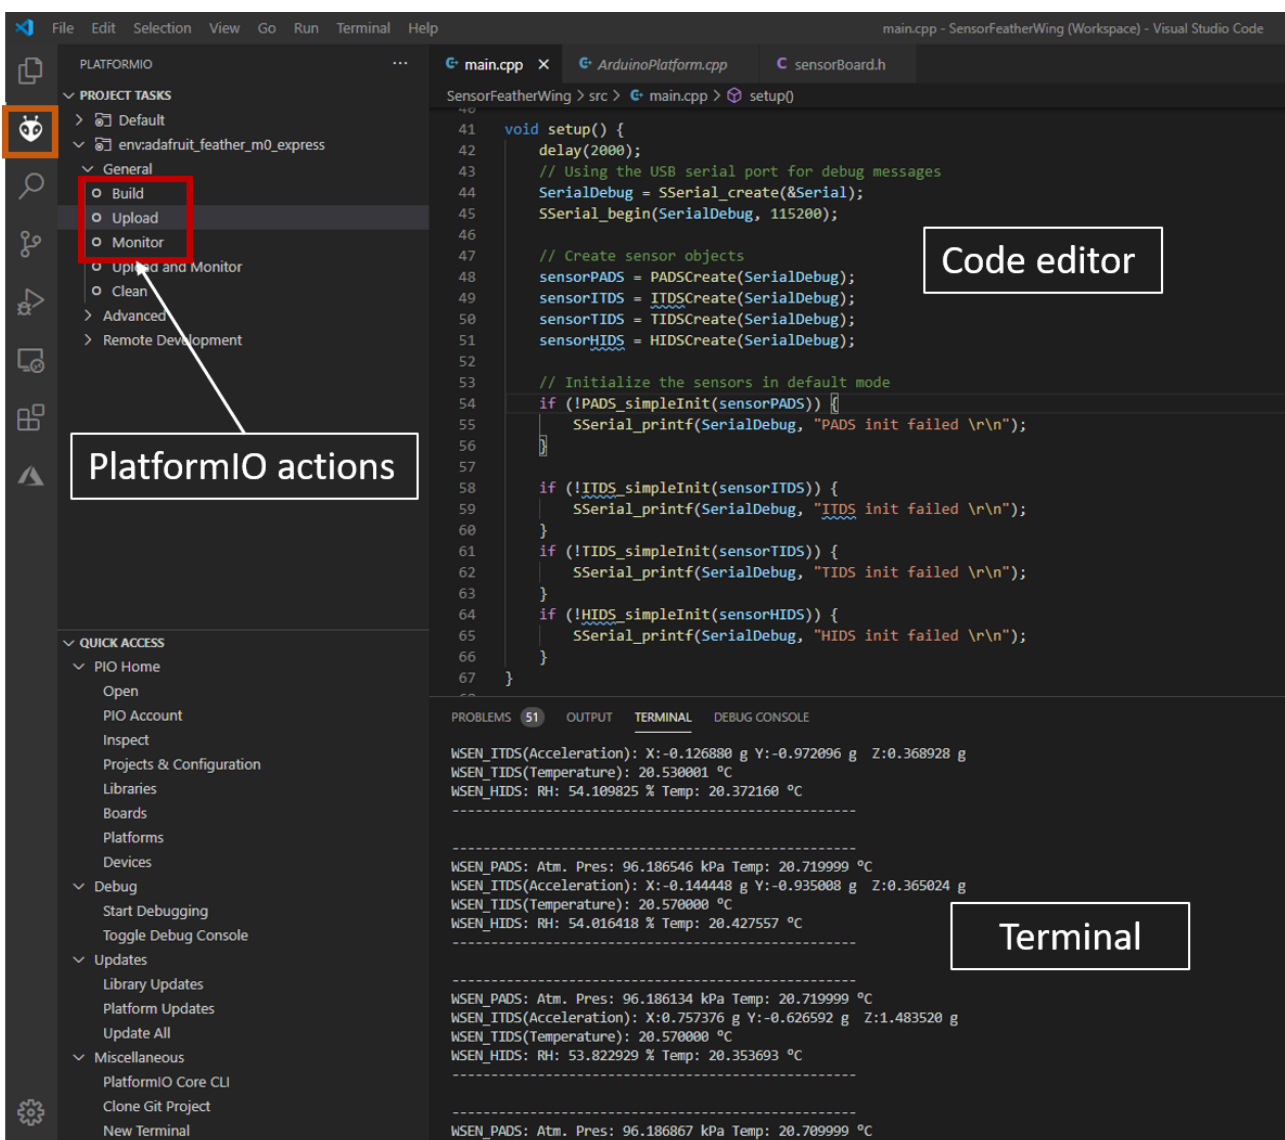 File Edit Selection View Go Run Terminal Help
main.cpp - SensorFeatherWing (Workspace) - Visual Studio Code
PLATFORMIO ...
PROJECT TASKS
Default
env:adafruit_feather_m0_express
General
Build
Upload
Monitor
Upload and Monitor
Clean
Advanced
Remote Development
PlatformIO actions
QUICK ACCESS
PIO Home
Open
PIO Account
Inspect
Projects & Configuration
Libraries
Boards
Platforms
Devices
Debug
Start Debugging
Toggle Debug Console
Updates
Library Updates
Platform Updates
Update All
Miscellaneous
PlatformIO Core CLI
Clone Git Project
New Terminal
main.cpp × ArduinoPlatform.cpp C sensorBoard.h
SensorFeatherWing > src > main.cpp > setup()
41 void setup() {
42 delay(2000);
43 // Using the USB serial port for debug messages
44 SerialDebug = SSerial_create(&Serial);
45 SSerial_begin(SerialDebug, 115200);
46
47 // Create sensor objects
48 sensorPADS = PADSCreate(SerialDebug);
49 sensorITDS = ITDSCreate(SerialDebug);
50 sensorTIDS = TIDSCreate(SerialDebug);
51 sensorHIDS = HIDSCreate(SerialDebug);
52
53 // Initialize the sensors in default mode
54 if (!PADS_simpleInit(sensorPADS)) {
55 SSerial_printf(SerialDebug, "PADS init failed \r\n");
56 }
57
58 if (!ITDS_simpleInit(sensorITDS)) {
59 SSerial_printf(SerialDebug, "ITDS init failed \r\n");
60 }
61 if (!TIDS_simpleInit(sensorTIDS)) {
62 SSerial_printf(SerialDebug, "TIDS init failed \r\n");
63 }
64 if (!HIDS_simpleInit(sensorHIDS)) {
65 SSerial_printf(SerialDebug, "HIDS init failed \r\n");
66 }
67 }
Code editor
PROBLEMS 51 OUTPUT TERMINAL DEBUG CONSOLE
WSEN_ITDS(Acceleration): X:-0.126880 g Y:-0.972096 g Z:0.368928 g
WSEN_TIDS(Temperature): 20.530001 ºC
WSEN_HIDS: RH: 54.109825 % Temp: 20.372160 ºC
----------------------------------------------------
----------------------------------------------------
WSEN_PADS: Atm. Pres: 96.186546 kPa Temp: 20.719999 ºC
WSEN_ITDS(Acceleration): X:-0.144448 g Y:-0.935008 g Z:0.365024 g
WSEN_TIDS(Temperature): 20.570000 ºC
WSEN_HIDS: RH: 54.016418 % Temp: 20.427557 ºC
----------------------------------------------------
----------------------------------------------------
WSEN_PADS: Atm. Pres: 96.186134 kPa Temp: 20.719999 ºC
WSEN_ITDS(Acceleration): X:0.757376 g Y:-0.626592 g Z:1.483520 g
WSEN_TIDS(Temperature): 20.570000 ºC
WSEN_HIDS: RH: 53.822929 % Temp: 20.353693 ºC
----------------------------------------------------
----------------------------------------------------
WSEN_PADS: Atm. Pres: 96.186867 kPa Temp: 20.709999 ºC
Terminal